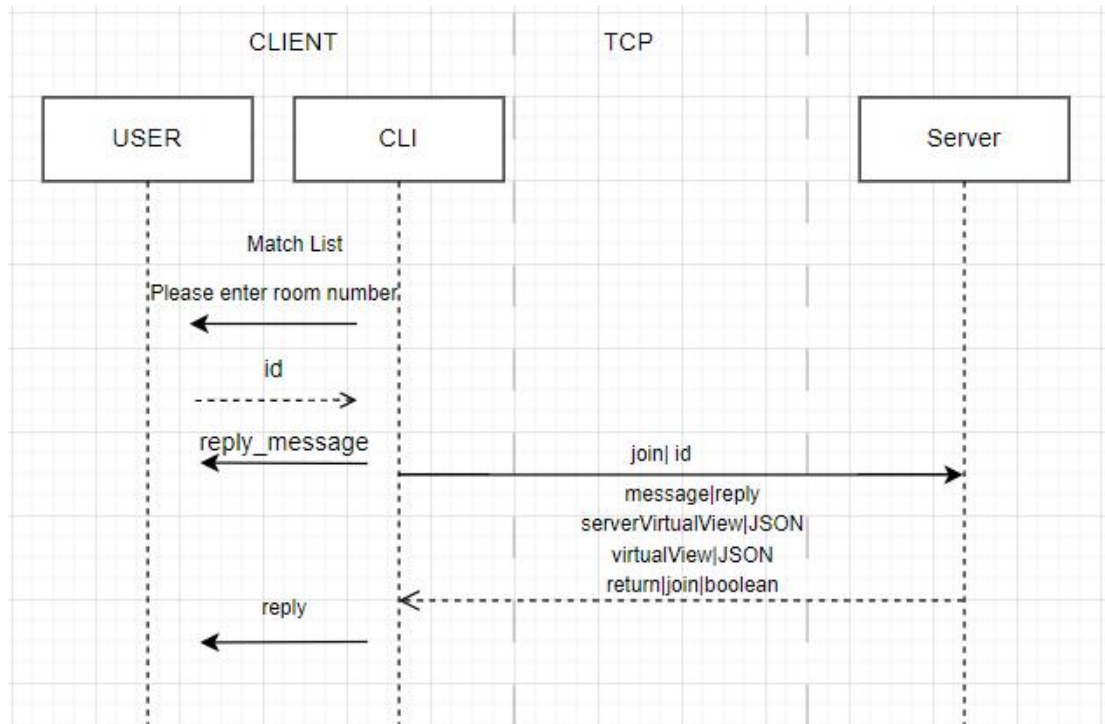 CLIENT
TCP
USER
CLI
Server
Match List
Please enter room number
id
reply_message
join| id
message|reply
serverVirtualView|JSON
virtualView|JSON
return|join|boolean
reply